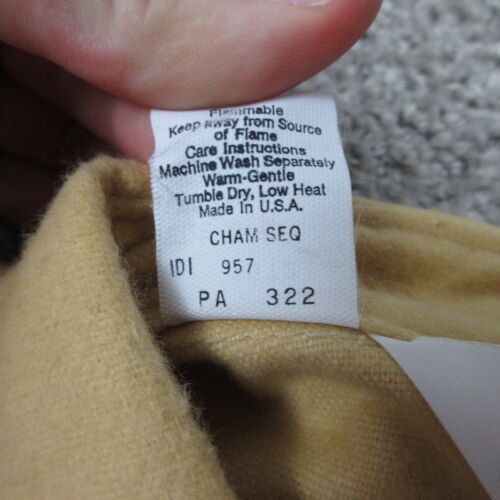 Flammable
Keep away from Source
of Flame
Care Instructions
Machine Wash Separately
Warm-Gentle
Tumble Dry, Low Heat
Made in U.S.A.
CHAM SEQ
IDI 957
PA 322